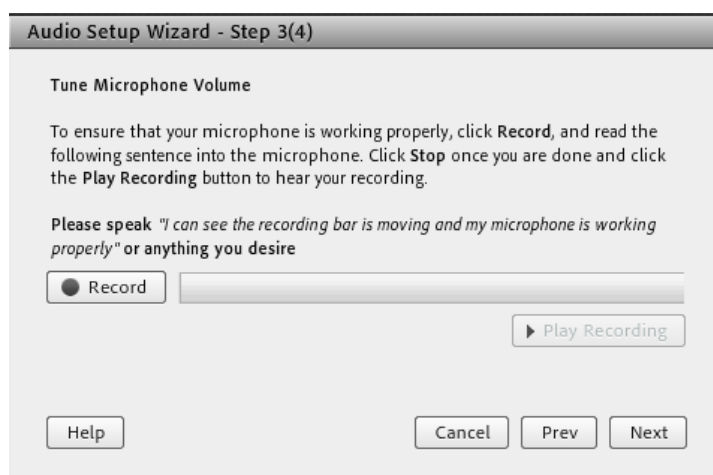 Audio Setup Wizard - Step 3(4)
Tune Microphone Volume
To ensure that your microphone is working properly, click Record, and read the
following sentence into the microphone. Click Stop once you are done and click
the Play Recording button to hear your recording.
Please speak "I can see the recording bar is moving and my microphone is working
properly" or anything you desire
Record
Play Recording
Help
Cancel
Prev
Next